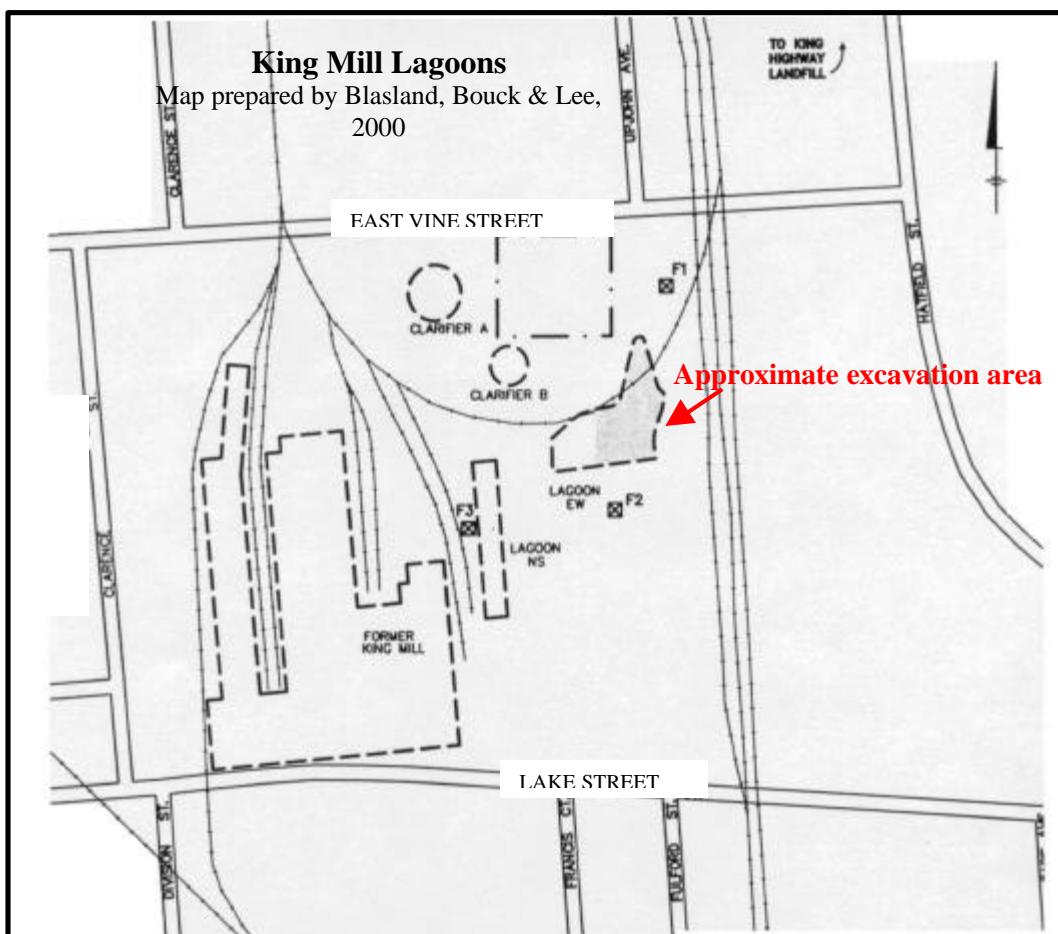 King Mill Lagoons
Map prepared by Blasland, Bouck & Lee,
2000
TO KING
HIGHWAY
LANDFILL
CLARENCE ST.
UPJOHN AVE.
EAST VINE STREET
HATFIELD ST.
F1
CLARIFIER A
CLARIFIER B
Approximate excavation area
ST.
CLARENCE
LAGOON
EW
F2
F3
LAGOON
NS
FORMER
KING MILL
LAKE STREET
DIVISION ST.
FRANCIS CT.
FULFORD ST.